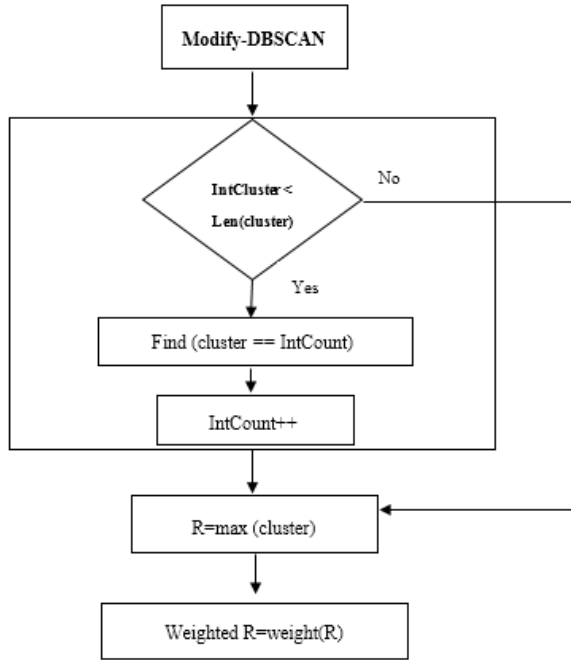 Modify-DBSCAN
IntCluster <
Len(cluster)
No
Yes
Find (cluster == IntCount)
IntCount++
R=max (cluster)
Weighted R=weight(R)